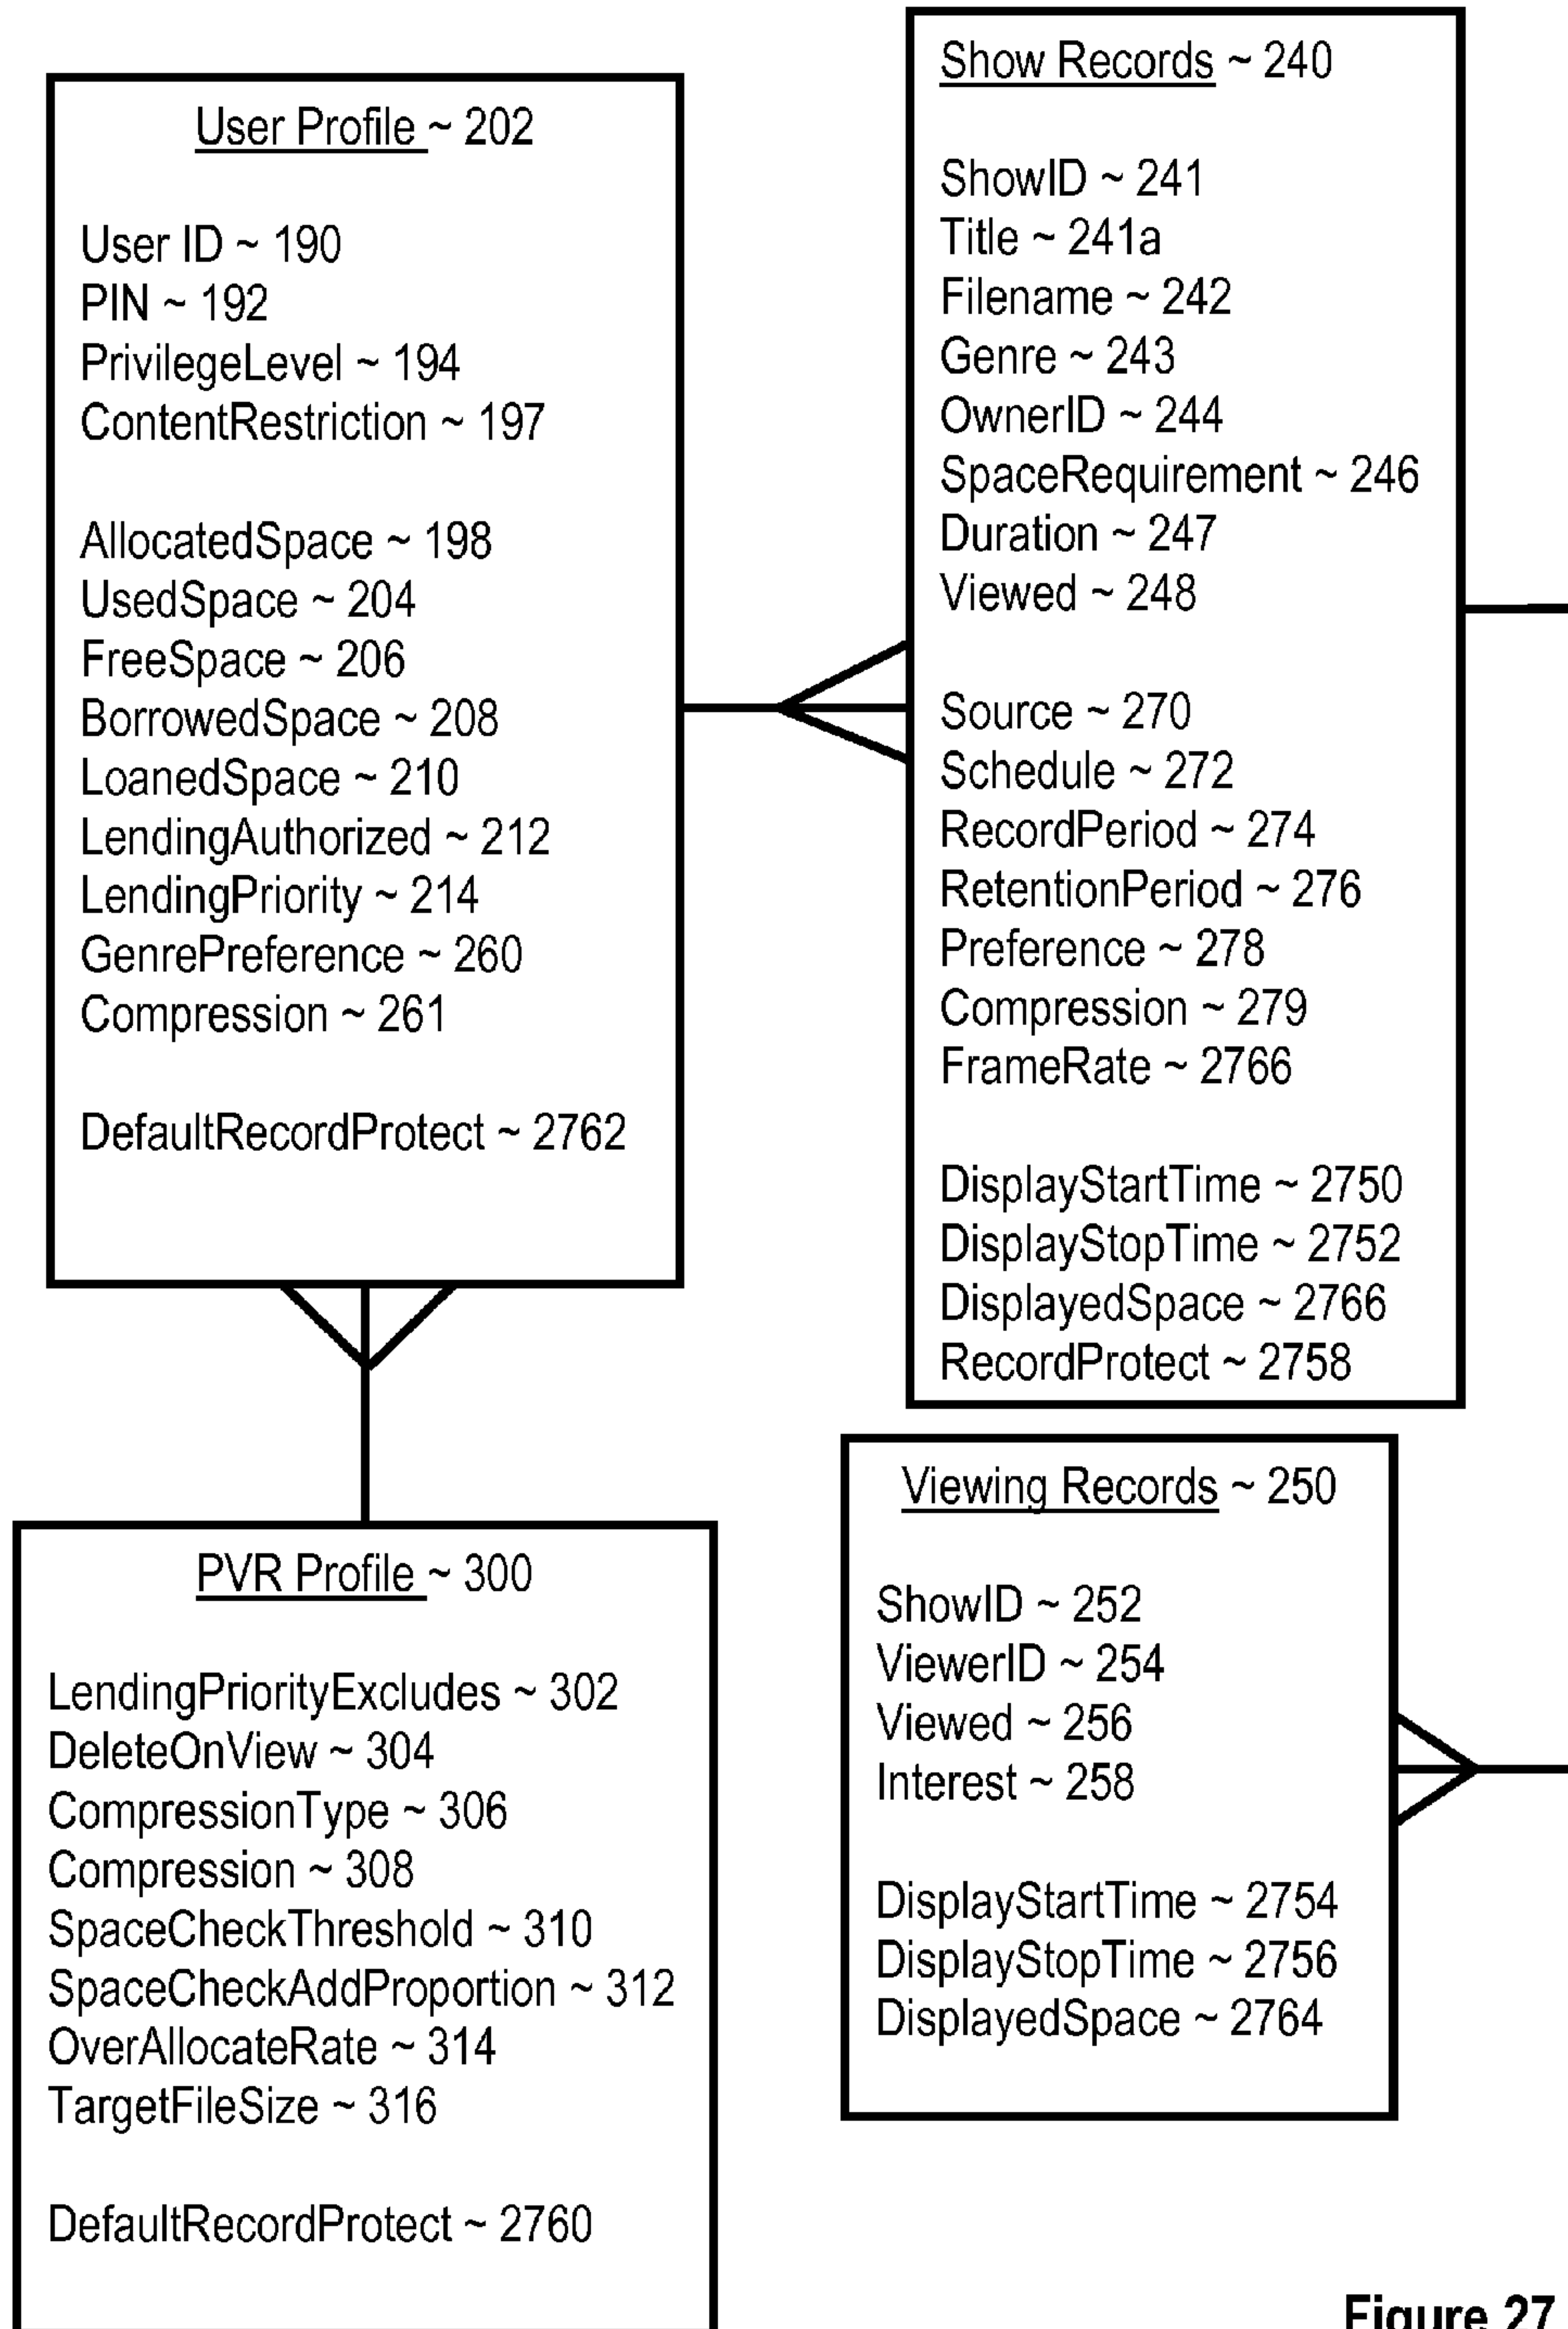 User Profile ~ 202
User ID ~ 190
PIN ~ 192
PrivilegeLevel ~ 194
ContentRestriction ~ 197
AllocatedSpace ~ 198
UsedSpace ~ 204
FreeSpace ~ 206
BorrowedSpace ~ 208
LoanedSpace ~ 210
LendingAuthorized ~ 212
LendingPriority ~ 214
GenrePreference ~ 260
Compression ~ 261
DefaultRecordProtect ~ 2762
Show Records ~ 240
ShowID ~ 241
Title ~ 241a
Filename ~ 242
Genre ~ 243
OwnerID ~ 244
SpaceRequirement ~ 246
Duration ~ 247
Viewed ~ 248
Source ~ 270
Schedule ~ 272
RecordPeriod ~ 274
RetentionPeriod ~ 276
Preference ~ 278
Compression ~ 279
FrameRate ~ 2766
DisplayStartTime ~ 2750
DisplayStopTime ~ 2752
DisplayedSpace ~ 2766
RecordProtect ~ 2758
PVR Profile ~ 300
LendingPriorityExcludes ~ 302
DeleteOnView ~ 304
CompressionType ~ 306
Compression ~ 308
SpaceCheckThreshold ~ 310
SpaceCheckAddProportion ~ 312
OverAllocateRate ~ 314
TargetFileSize ~ 316
DefaultRecordProtect ~ 2760
Viewing Records ~ 250
ShowID ~ 252
ViewerID ~ 254
Viewed ~ 256
Interest ~ 258
DisplayStartTime ~ 2754
DisplayStopTime ~ 2756
DisplayedSpace ~ 2764
Figure 27